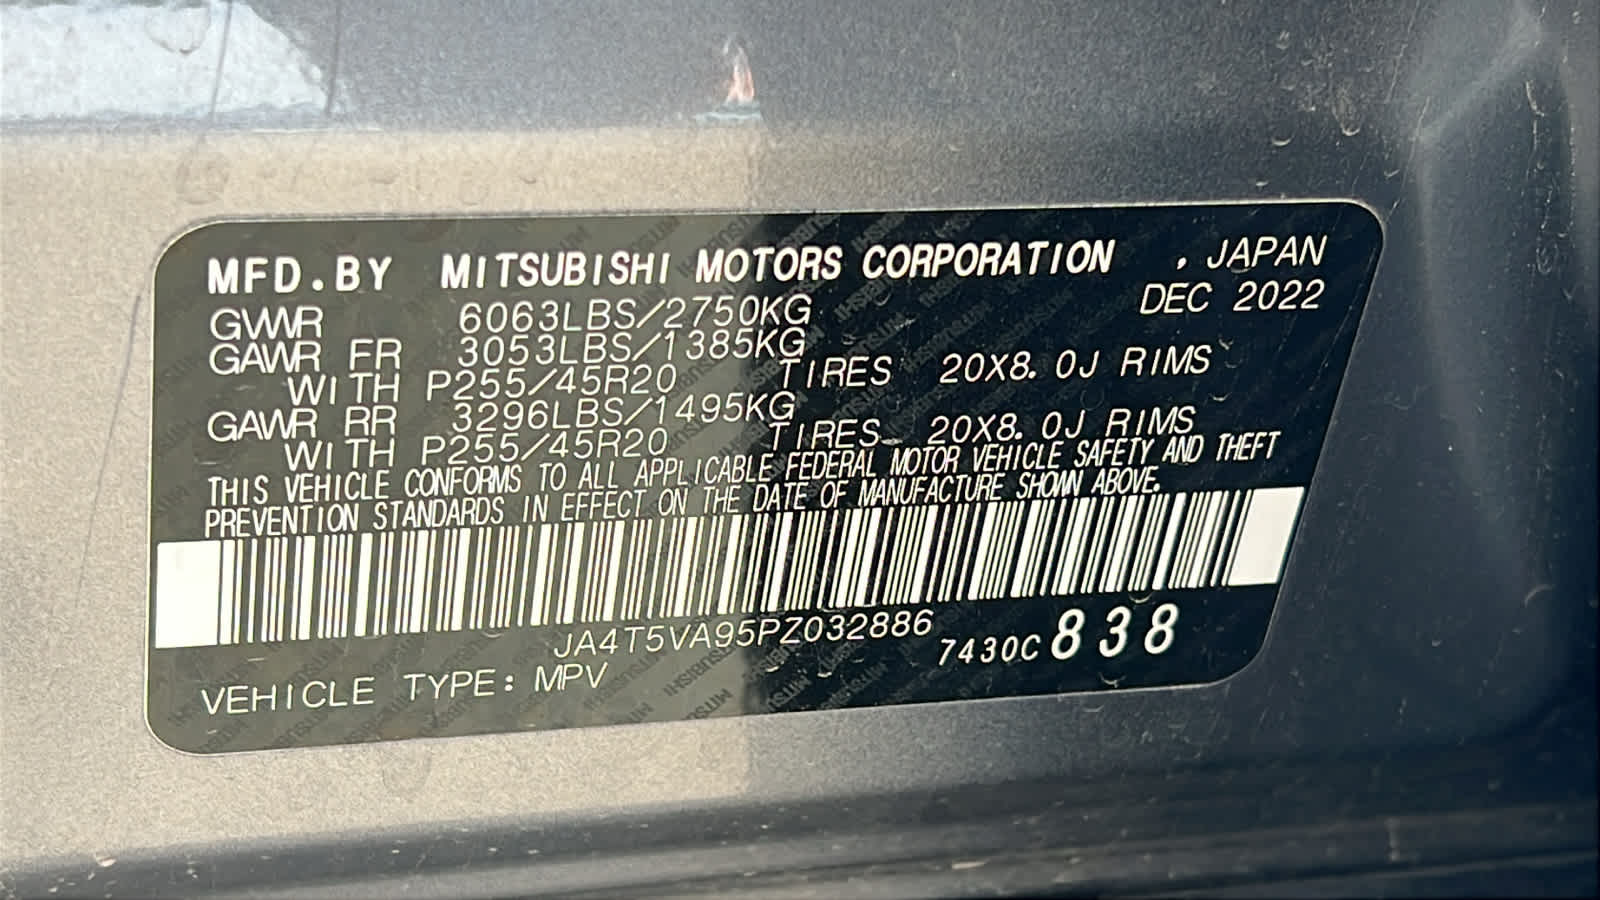 MFD.BY MITSUBISHI MOTORS CORPORATION , JAPAN
GVWR 6063LBS/2750KG DEC 2022
GAWR FR 3053LBS/1385KG
WITH P255/45R20 TIRES 20X8.0J RIMS
GAWR RR 3296LBS/1495KG
WITH P255/45R20 TIRES 20X8.0J RIMS
THIS VEHICLE CONFORMS TO ALL APPLICABLE FEDERAL MOTOR VEHICLE SAFETY AND THEFT
PREVENTION STANDARDS IN EFFECT ON THE DATE OF MANUFACTURE SHOWN ABOVE.
JA4T5VA95PZ032886 7430C 838
VEHICLE TYPE: MPV